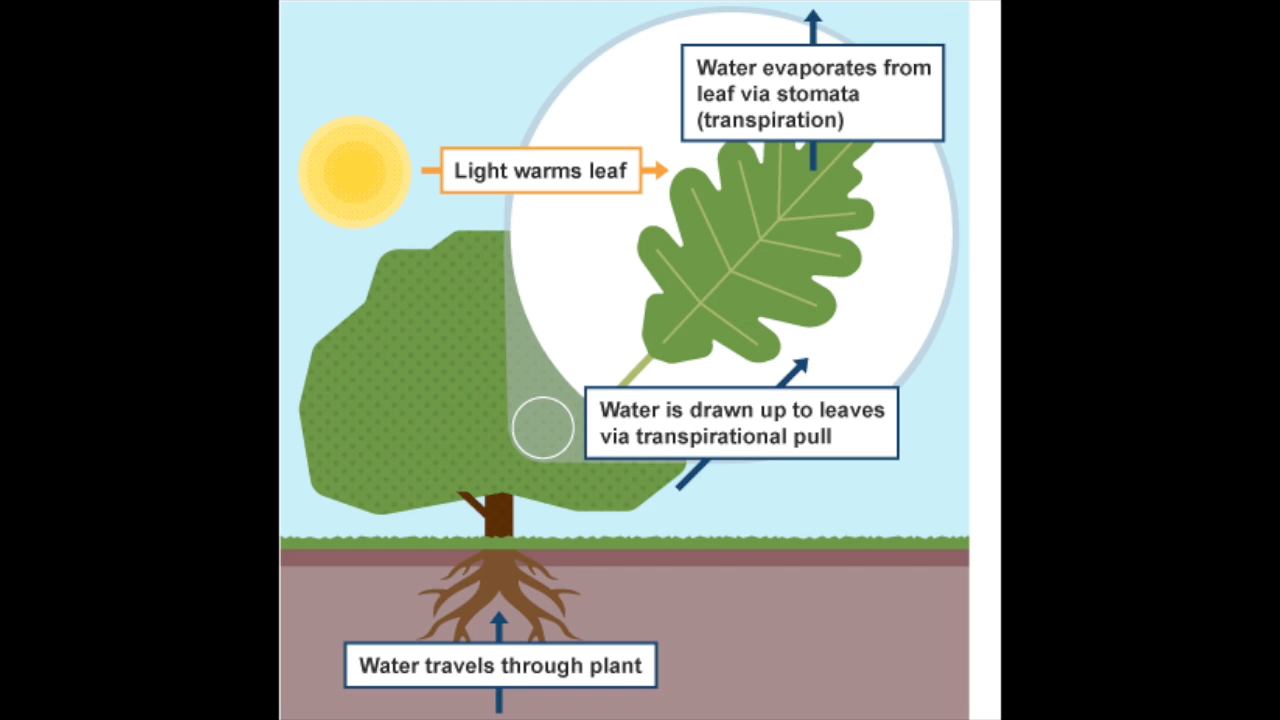 Water evaporates from
leaf via stomata
(transpiration)
Light warms leaf
Water is drawn up to leaves
via transpirational pull
Water travels through plant